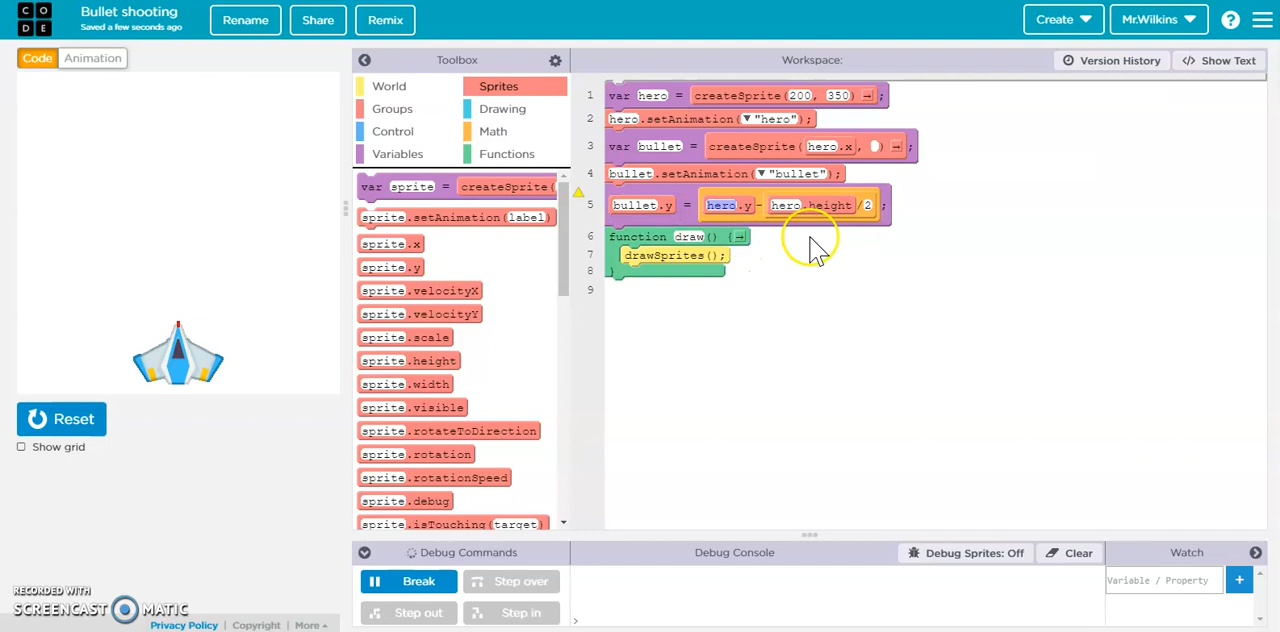 C O
D E
Bullet shooting
Saved a few seconds ago
Rename
Share
Remix
Create
Mr.Wilkins
?
Code
Animation
Toolbox
Workspace:
Version History
</> Show Text
World
Sprites
Groups
Drawing
Control
Math
Variables
Functions
var sprite = createSprite(
sprite.setAnimation(label)
sprite.x
sprite.y
sprite.velocityX
sprite.velocityY
sprite.scale
sprite.height
sprite.width
sprite.visible
sprite.rotateToDirection
sprite.rotation
sprite.rotationSpeed
sprite.debug
sprite.isTouching(target)
1 var hero = createSprite(200, 350) → ;
2 hero.setAnimation(▼"hero");
3 var bullet = createSprite(hero.x, ) → ;
4 bullet.setAnimation(▼"bullet");
5 bullet.y = hero.y- hero.height/2 ;
6 function draw() { →
7 drawSprites();
8 }
9
Reset
Show grid
Debug Commands
Debug Console
Debug Sprites: Off
Clear
Watch
Break
Step over
Step out
Step in
Variable / Property
+
>
RECORDED WITH
SCREENCAST MATIC
Privacy Policy | Copyright | More ▴